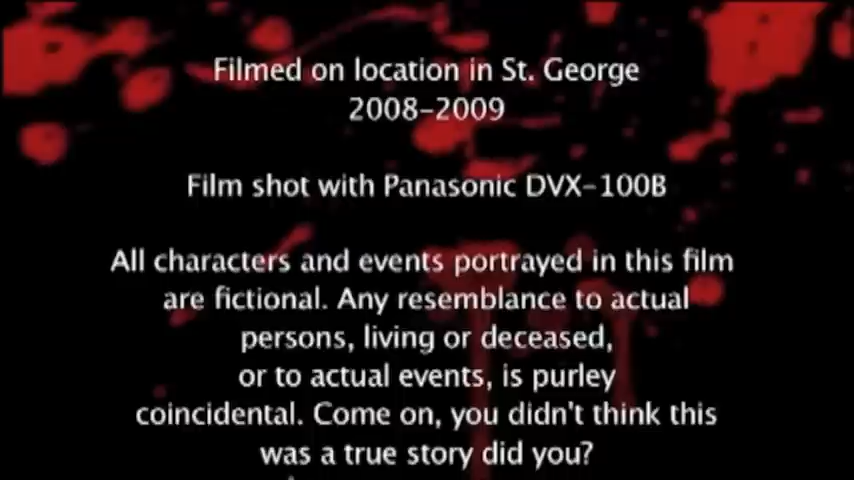 Filmed on location in St. George
2008-2009
Film shot with Panasonic DVX-100B
All characters and events portrayed in this film
are fictional. Any resemblance to actual
persons, living or deceased,
or to actual events, is purley
coincidental. Come on, you didn't think this
was a true story did you?